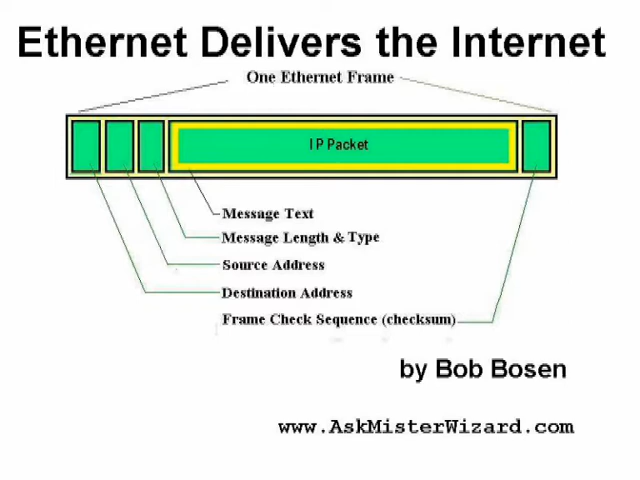 Ethernet Delivers the Internet
One Ethernet Frame
IP Packet
Message Text
Message Length & Type
Source Address
Destination Address
Frame Check Sequence (checksum)
by Bob Bosen
www.AskMisterWizard.com